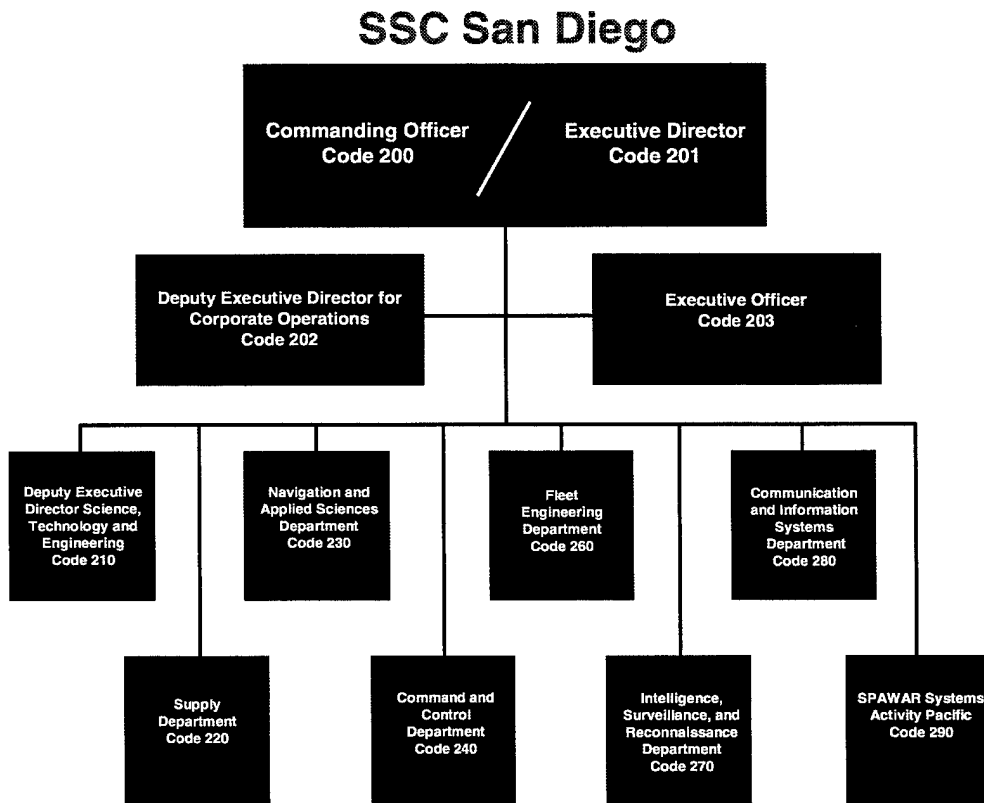 SSC San Diego
Commanding Officer
Code 200
Executive Director
Code 201
Deputy Executive Director for
Corporate Operations
Code 202
Executive Officer
Code 203
Deputy Executive
Director Science,
Technology and
Engineering
Code 210
Navigation and
Applied Sciences
Department
Code 230
Fleet
Engineering
Department
Code 260
Communication
and Information
Systems
Department
Code 280
Supply
Department
Code 220
Command and
Control
Department
Code 240
Intelligence,
Surveillance, and
Reconnaissance
Department
Code 270
SPAWAR Systems
Activity Pacific
Code 290